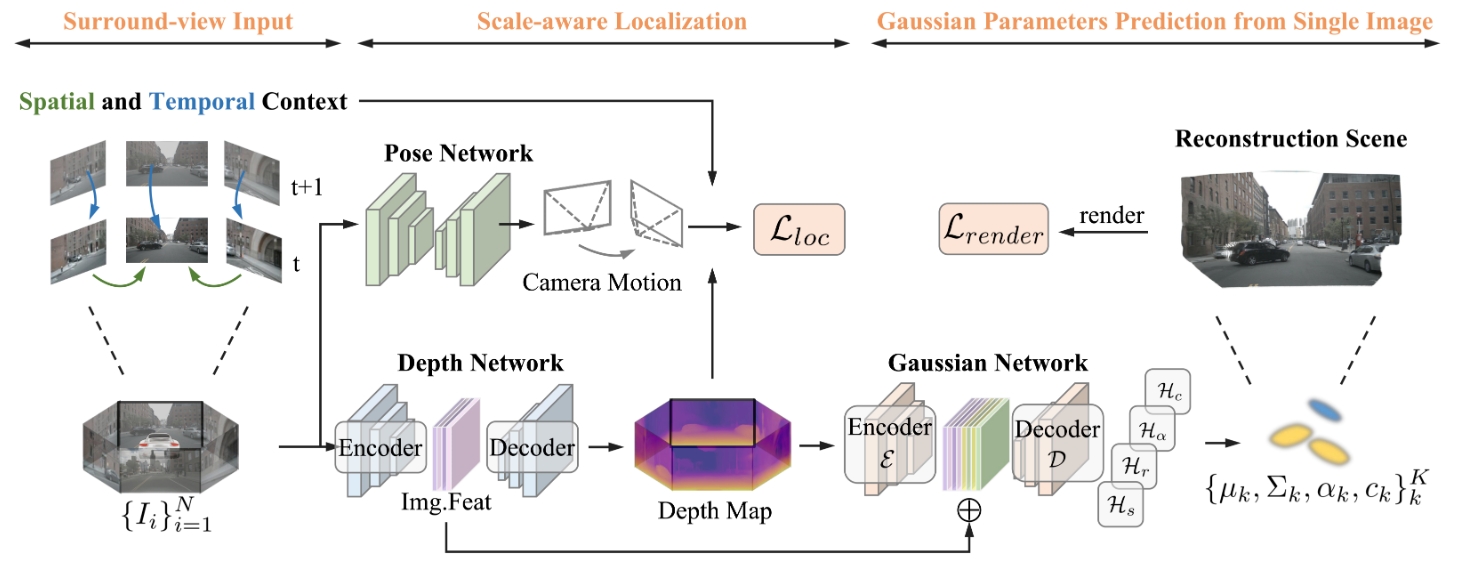 Surround-view Input
Scale-aware Localization
Gaussian Parameters Prediction from Single Image
Spatial and Temporal Context
t+1
t
Pose Network
Camera Motion
$\mathcal{L}_{loc}$
$\mathcal{L}_{render}$
render
Reconstruction Scene
Depth Network
Encoder
Decoder
Img.Feat
Depth Map
Gaussian Network
Encoder
$\mathcal{E}$
Decoder
$\mathcal{D}$
$\mathcal{H}_c$
$\mathcal{H}_\alpha$
$\mathcal{H}_r$
$\mathcal{H}_s$
⊕
$\{I_i\}_{i=1}^{N}$
$\{\mu_k, \Sigma_k, \alpha_k, c_k\}_k^K$